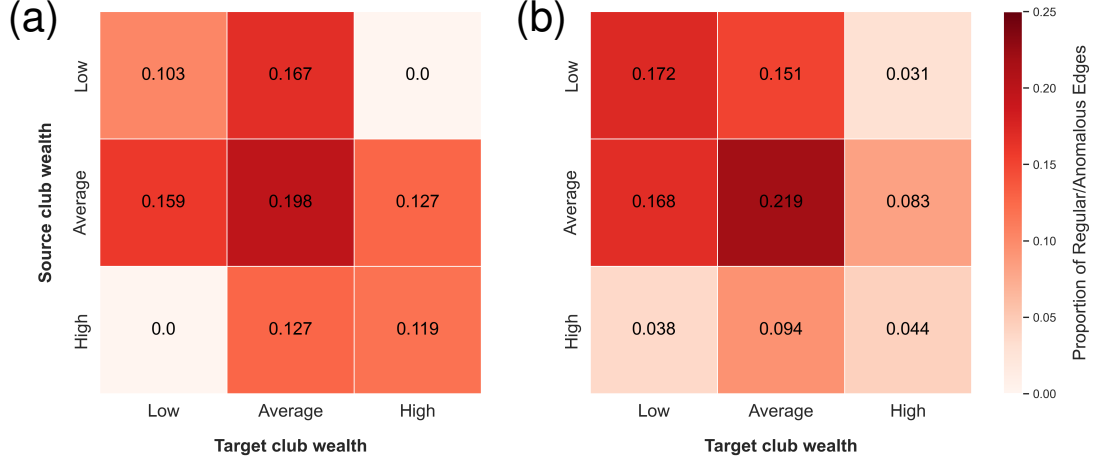 (a)
(b)
Source club wealth
Low
Average
High
0.103 0.167 0.0
0.159 0.198 0.127
0.0 0.127 0.119
Low Average High
Target club wealth
Low
Average
High
0.172 0.151 0.031
0.168 0.219 0.083
0.038 0.094 0.044
Low Average High
Target club wealth
0.25
0.20
0.15
0.10
0.05
0.00
Proportion of Regular/Anomalous Edges